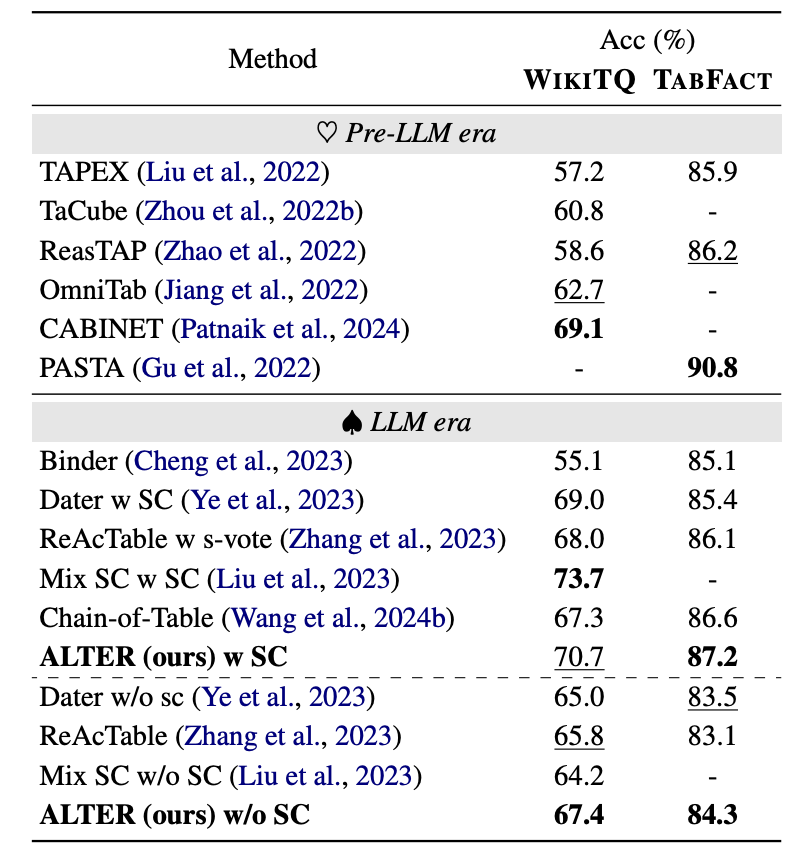 Method Acc (%)
WIKITQ TABFACT
♡ Pre-LLM era
TAPEX (Liu et al., 2022) 57.2 85.9
TaCube (Zhou et al., 2022b) 60.8 -
ReasTAP (Zhao et al., 2022) 58.6 86.2
OmniTab (Jiang et al., 2022) 62.7 -
CABINET (Patnaik et al., 2024) 69.1 -
PASTA (Gu et al., 2022) - 90.8
♠ LLM era
Binder (Cheng et al., 2023) 55.1 85.1
Dater w SC (Ye et al., 2023) 69.0 85.4
ReAcTable w s-vote (Zhang et al., 2023) 68.0 86.1
Mix SC w SC (Liu et al., 2023) 73.7 -
Chain-of-Table (Wang et al., 2024b) 67.3 86.6
ALTER (ours) w SC 70.7 87.2
Dater w/o sc (Ye et al., 2023) 65.0 83.5
ReAcTable (Zhang et al., 2023) 65.8 83.1
Mix SC w/o SC (Liu et al., 2023) 64.2 -
ALTER (ours) w/o SC 67.4 84.3